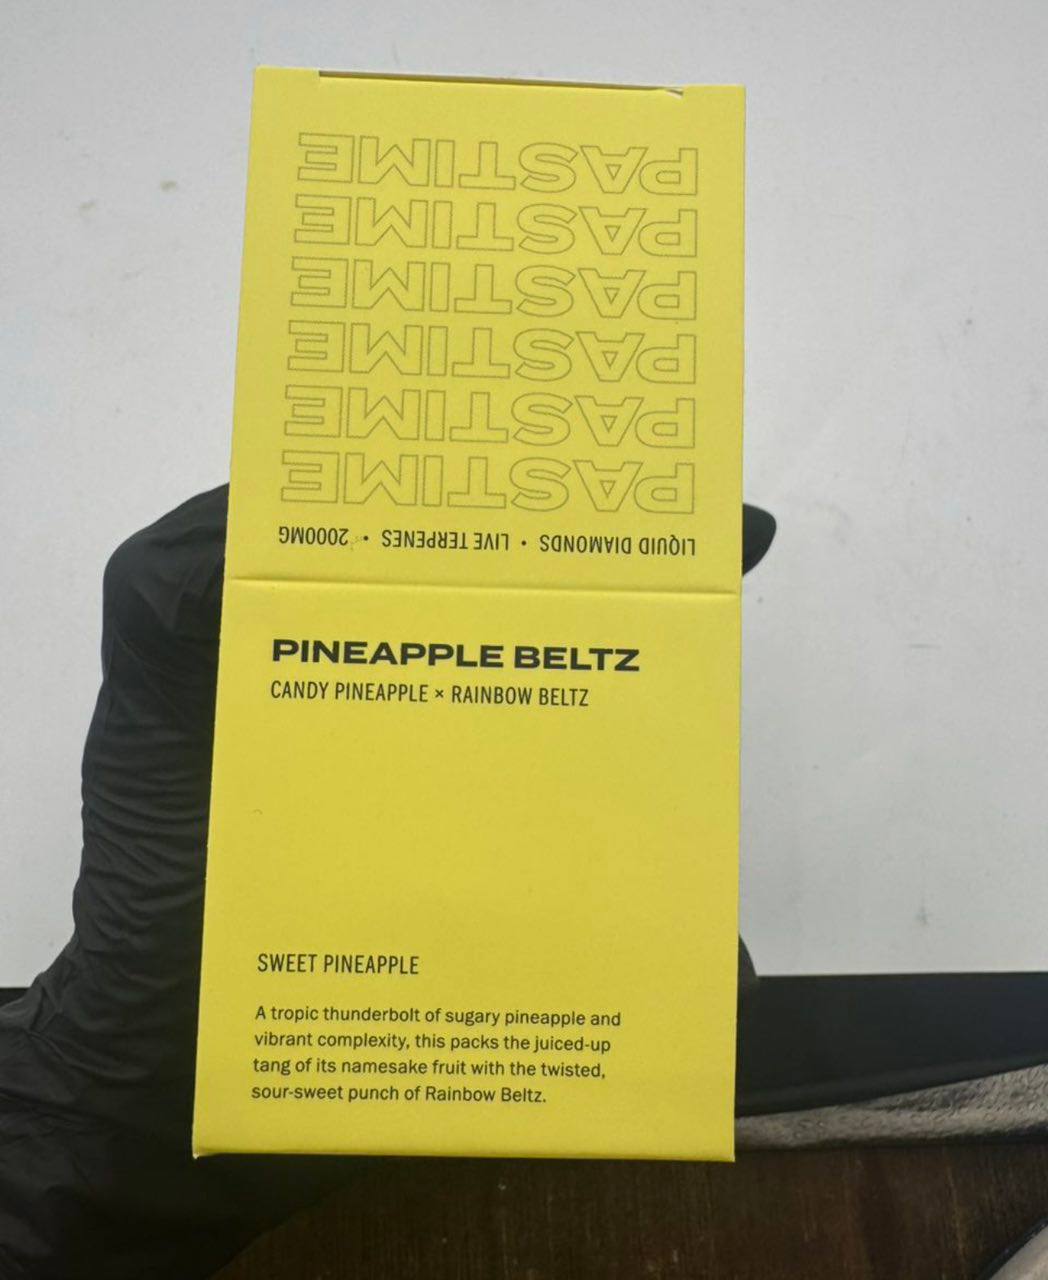 PASTIME
PASTIME
PASTIME
PASTIME
PASTIME
PASTIME
LIQUID DIAMONDS • LIVE TERPENES • 2000MG
PINEAPPLE BELTZ
CANDY PINEAPPLE × RAINBOW BELTZ
SWEET PINEAPPLE
A tropic thunderbolt of sugary pineapple and
vibrant complexity, this packs the juiced-up
tang of its namesake fruit with the twisted,
sour-sweet punch of Rainbow Beltz.